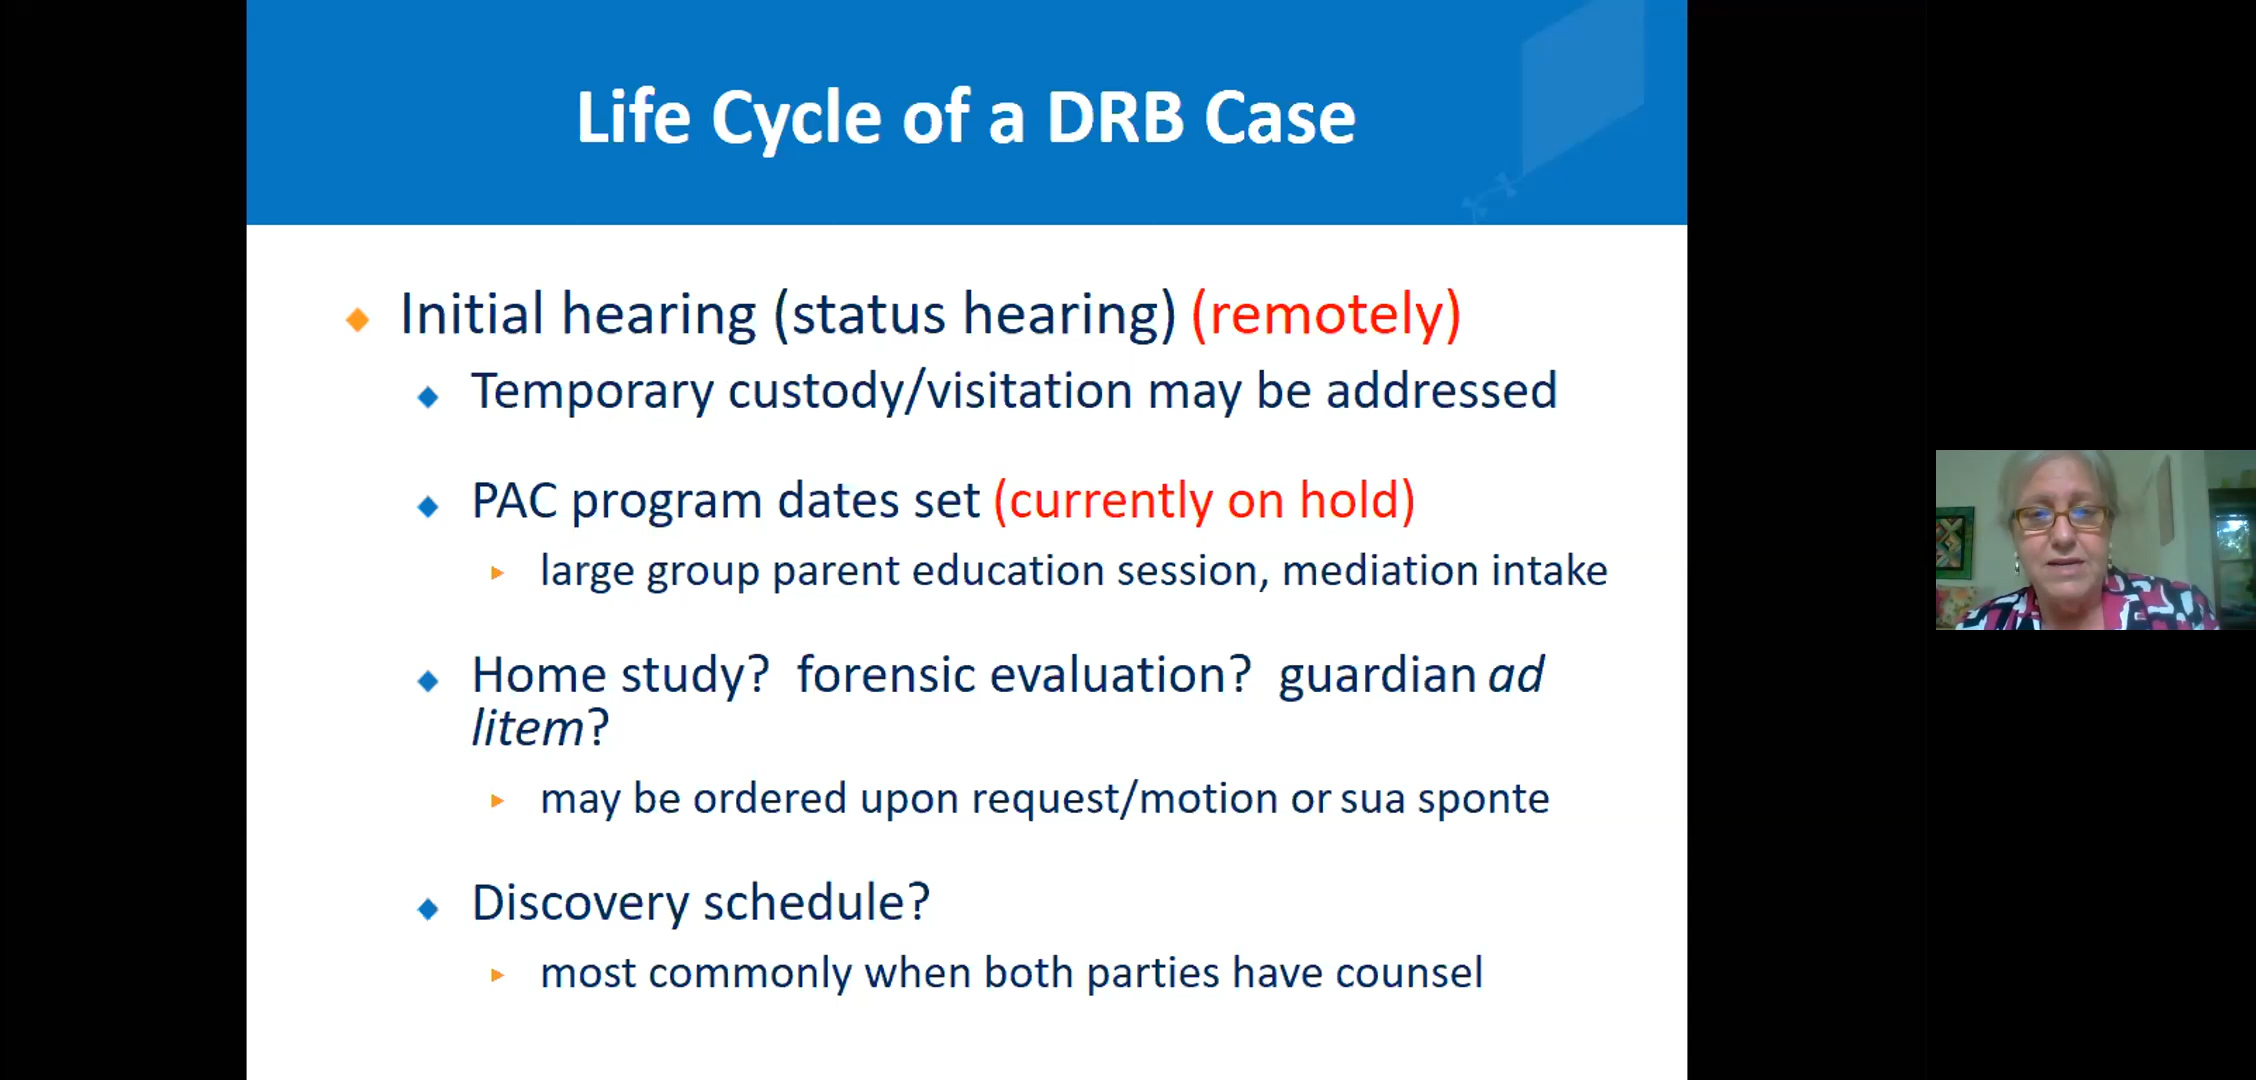 Life Cycle of a DRB Case
Initial hearing (status hearing) (remotely)
Temporary custody/visitation may be addressed
PAC program dates set (currently on hold)
large group parent education session, mediation intake
Home study? forensic evaluation? guardian ad
litem?
may be ordered upon request/motion or sua sponte
Discovery schedule?
most commonly when both parties have counsel